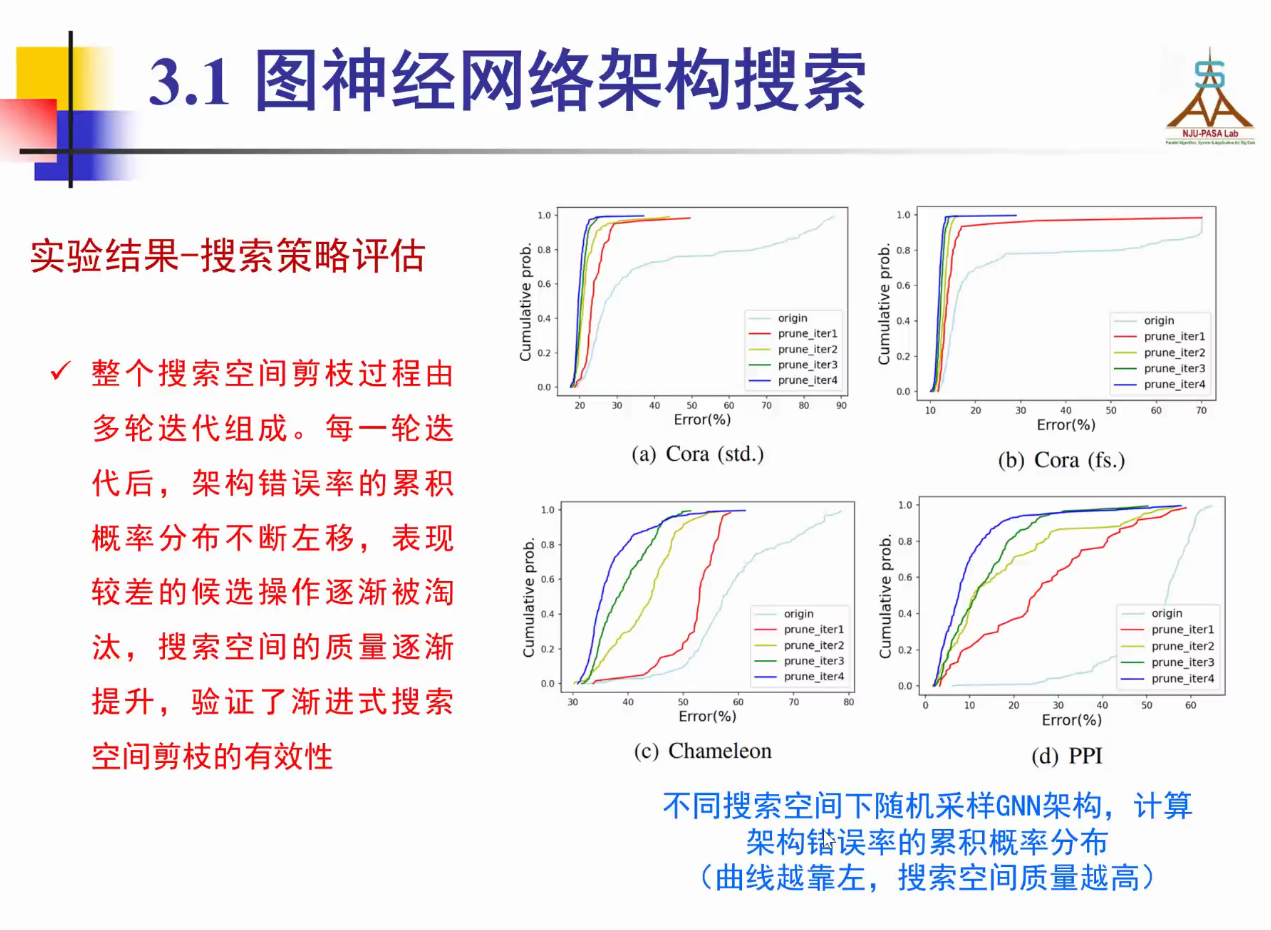 3.1 图神经网络架构搜索
NJU-PASA Lab
Parallel Algorithm, System & Application for Big Data
实验结果-搜索策略评估
✓ 整个搜索空间剪枝过程由
多轮迭代组成。每一轮迭
代后，架构错误率的累积
概率分布不断左移，表现
较差的候选操作逐渐被淘
汰，搜索空间的质量逐渐
提升，验证了渐进式搜索
空间剪枝的有效性
Cumulative prob.
1.0
0.8
0.6
0.4
0.2
0.0
origin
prune_iter1
prune_iter2
prune_iter3
prune_iter4
20 30 40 50 60 70 80 90
Error(%)
(a) Cora (std.)
Cumulative prob.
1.0
0.8
0.6
0.4
0.2
0.0
origin
prune_iter1
prune_iter2
prune_iter3
prune_iter4
10 20 30 40 50 60 70
Error(%)
(b) Cora (fs.)
Cumulative prob.
1.0
0.8
0.6
0.4
0.2
0.0
origin
prune_iter1
prune_iter2
prune_iter3
prune_iter4
30 40 50 60 70 80
Error(%)
(c) Chameleon
Cumulative prob.
1.0
0.8
0.6
0.4
0.2
0.0
origin
prune_iter1
prune_iter2
prune_iter3
prune_iter4
0 10 20 30 40 50 60
Error(%)
(d) PPI
不同搜索空间下随机采样GNN架构，计算
架构错误率的累积概率分布
（曲线越靠左，搜索空间质量越高）